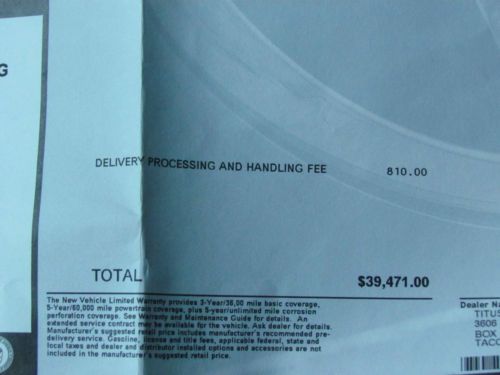 G
DELIVERY PROCESSING AND HANDLING FEE 810.00
TOTAL $39,471.00
The New Vehicle Limited Warranty provides 3-Year/36,00 mile basic coverage,
5-Year/60,000 mile powertrain coverage, plus 5-year/unlimited mile corrosion
perforation coverage. See Warranty and Maintenance Guide for details. An
extended service contract may be available for the vehicle. Ask dealer for details.
Manufacturer's suggested retail price includes manufacturer's recommended pre-
delivery service. Gasoline, license and title fees, applicable federal, state and
local taxes and dealer and distributor installed options and accessories are not
included in the manufacturer's suggested retail price.
Dealer Na
TITUS
3606
BOX
TACO